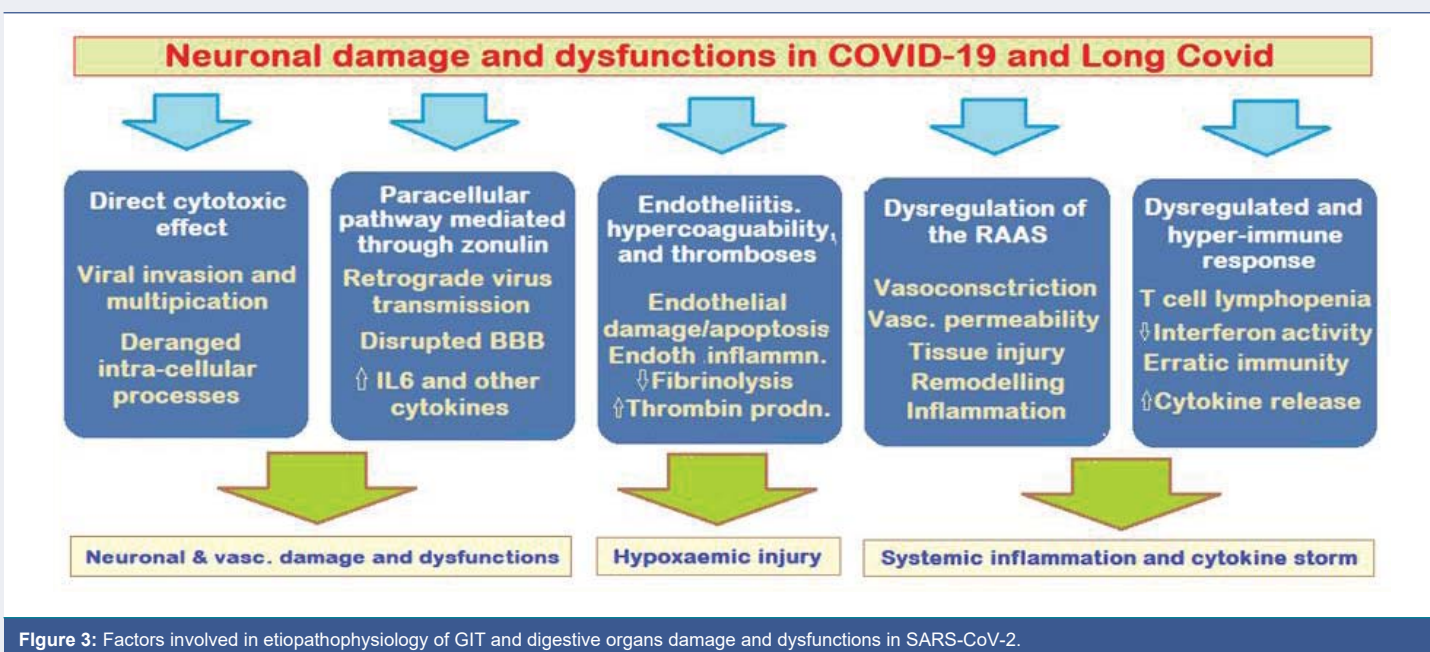 Neuronal damage and dysfunctions in COVID-19 and Long Covid
Direct cytotoxic
effect
Viral invasion and
multipication
Deranged
intra-cellular
processes
Paracellular
pathway mediated
through zonulin
Retrograde virus
transmission
Disrupted BBB
⇧ IL6 and other
cytokines
Endotheliitis.
hypercoaguability,
and thromboses
Endothelial
damage/apoptosis
Endoth .inflammn.
⇩Fibrinolysis
⇧Thrombin prodn.
Dysregulation of
the RAAS
Vasoconsctriction
Vasc. permeability
Tissue injury
Remodelling
Inflammation
Dysregulated and
hyper-immune
response
T cell lymphopenia
⇩Interferon activity
Erratic immunity
⇧Cytokine release
Neuronal & vasc. damage and dysfunctions
Hypoxaemic injury
Systemic inflammation and cytokine storm
FIgure 3: Factors involved in etiopathophysiology of GIT and digestive organs damage and dysfunctions in SARS-CoV-2.